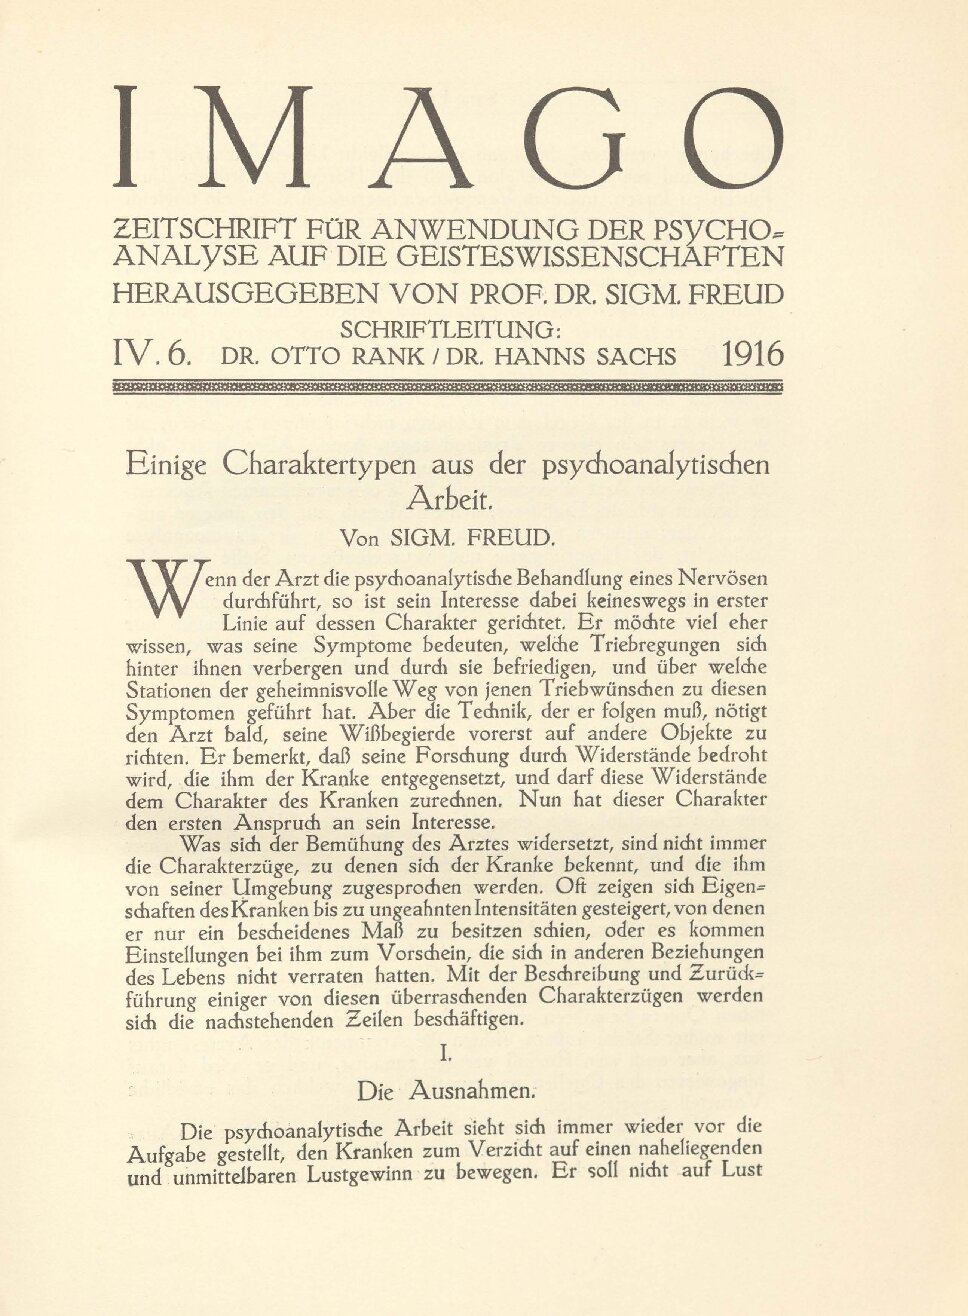 IMAGO
ZEITSCHRIFT FÜR ANWENDUNG DER PSYCHO=
ANALYSE AUF DIE GEISTESWISSENSCHAFTEN
HERAUSGEGEBEN VON PROF. DR. SIGM. FREUD
SCHRIFTLEITUNG:
IV. 6. DR. OTTO RANK / DR. HANNS SACHS 1916
Einige Charaktertypen aus der psychoanalytischen
Arbeit.
Von SIGM. FREUD.
Wenn der Arzt die psychoanalytische Behandlung eines Nervösen
durchführt, so ist sein Interesse dabei keineswegs in erster
Linie auf dessen Charakter gerichtet. Er möchte viel eher
wissen, was seine Symptome bedeuten, welche Triebregungen sich
hinter ihnen verbergen und durch sie befriedigen, und über welche
Stationen der geheimnisvolle Weg von jenen Triebwünschen zu diesen
Symptomen geführt hat. Aber die Technik, der er folgen muß, nötigt
den Arzt bald, seine Wißbegierde vorerst auf andere Objekte zu
richten. Er bemerkt, daß seine Forschung durch Widerstände bedroht
wird, die ihm der Kranke entgegensetzt, und darf diese Widerstände
dem Charakter des Kranken zurechnen. Nun hat dieser Charakter
den ersten Anspruch an sein Interesse.
Was sich der Bemühung des Arztes widersetzt, sind nicht immer
die Charakterzüge, zu denen sich der Kranke bekennt, und die ihm
von seiner Umgebung zugesprochen werden. Oft zeigen sich Eigen=
schaften des Kranken bis zu ungeahnten Intensitäten gesteigert, von denen
er nur ein bescheidenes Maß zu besitzen schien, oder es kommen
Einstellungen bei ihm zum Vorschein, die sich in anderen Beziehungen
des Lebens nicht verraten hatten. Mit der Beschreibung und Zurück=
führung einiger von diesen überraschenden Charakterzügen werden
sich die nachstehenden Zeilen beschäftigen.
I.
Die Ausnahmen.
Die psychoanalytische Arbeit sieht sich immer wieder vor die
Aufgabe gestellt, den Kranken zum Verzicht auf einen naheliegenden
und unmittelbaren Lustgewinn zu bewegen. Er soll nicht auf Lust